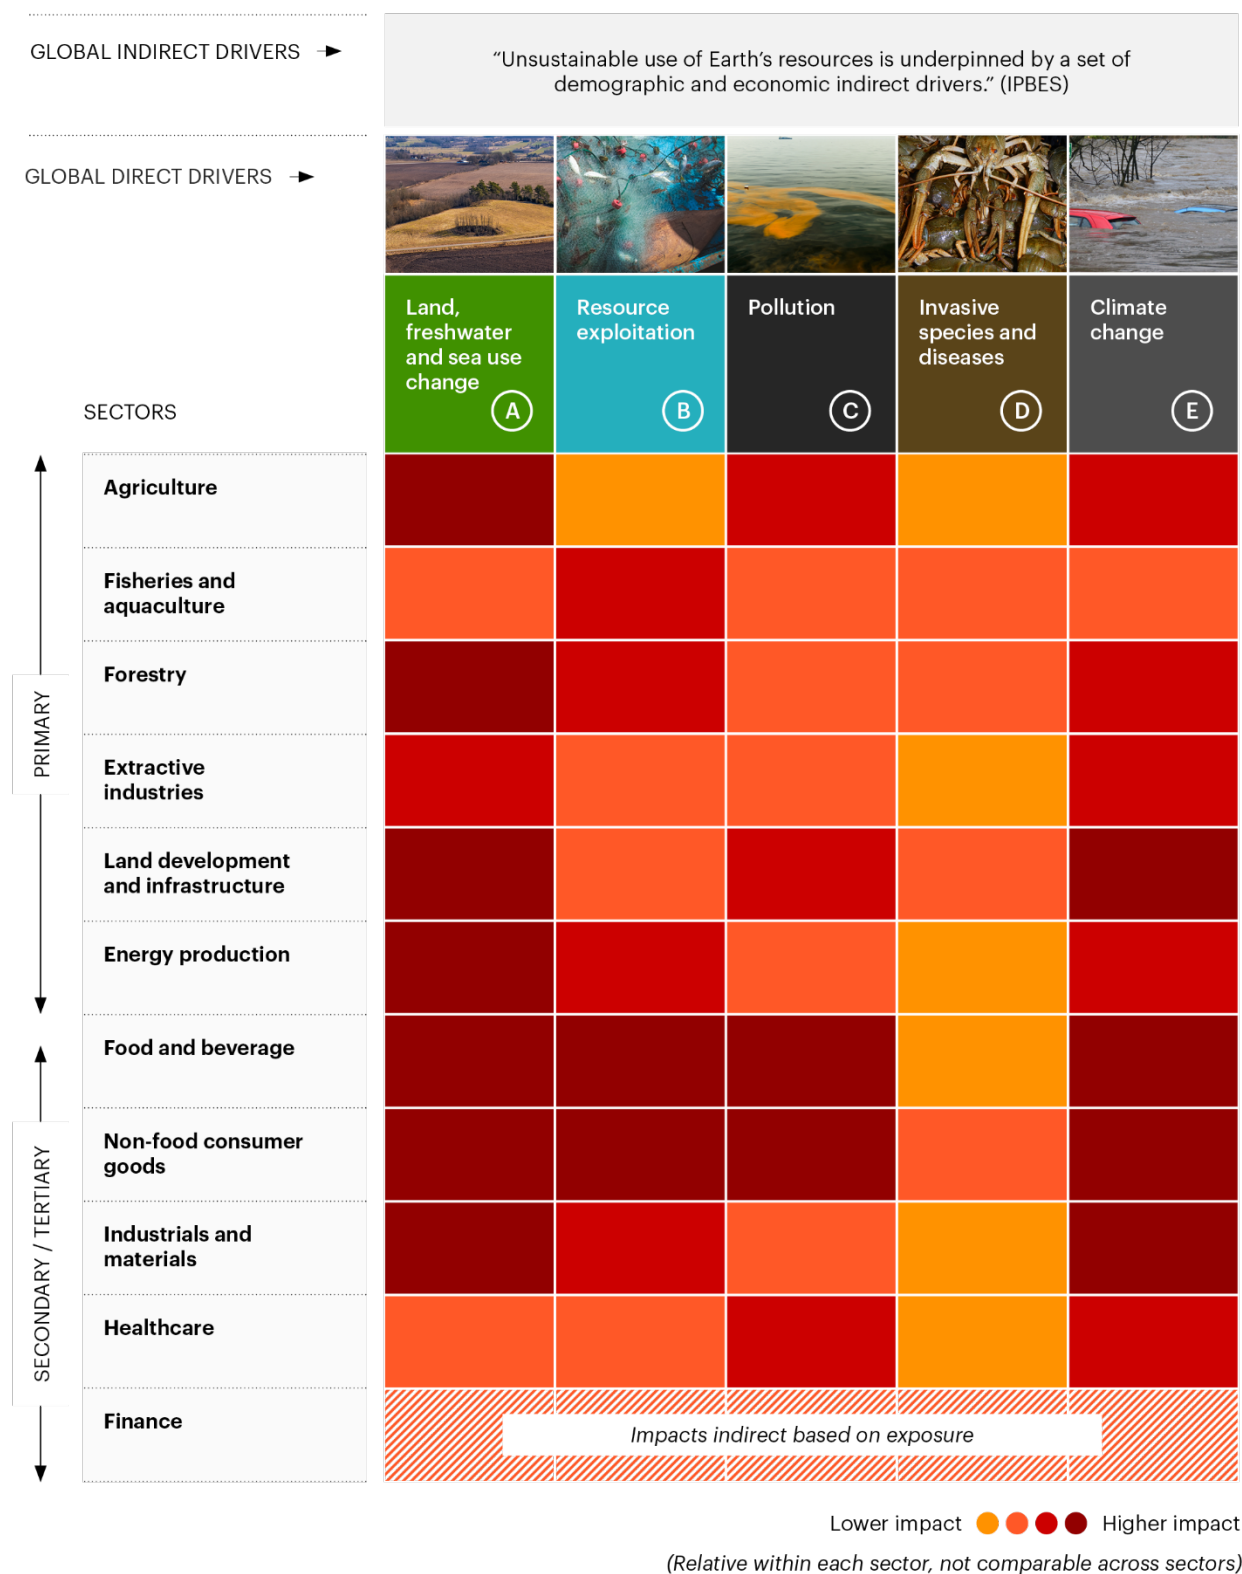 GLOBAL INDIRECT DRIVERS
“Unsustainable use of Earth’s resources is underpinned by a set of
demographic and economic indirect drivers.” (IPBES)
GLOBAL DIRECT DRIVERS
Land,
freshwater
and sea use
change
A
Resource
exploitation
B
Pollution
C
Invasive
species and
diseases
D
Climate
change
E
SECTORS
PRIMARY
Agriculture
Fisheries and
aquaculture
Forestry
Extractive
industries
Land development
and infrastructure
Energy production
SECONDARY / TERTIARY
Food and beverage
Non-food consumer
goods
Industrials and
materials
Healthcare
Finance
Impacts indirect based on exposure
Lower impact
Higher impact
(Relative within each sector, not comparable across sectors)